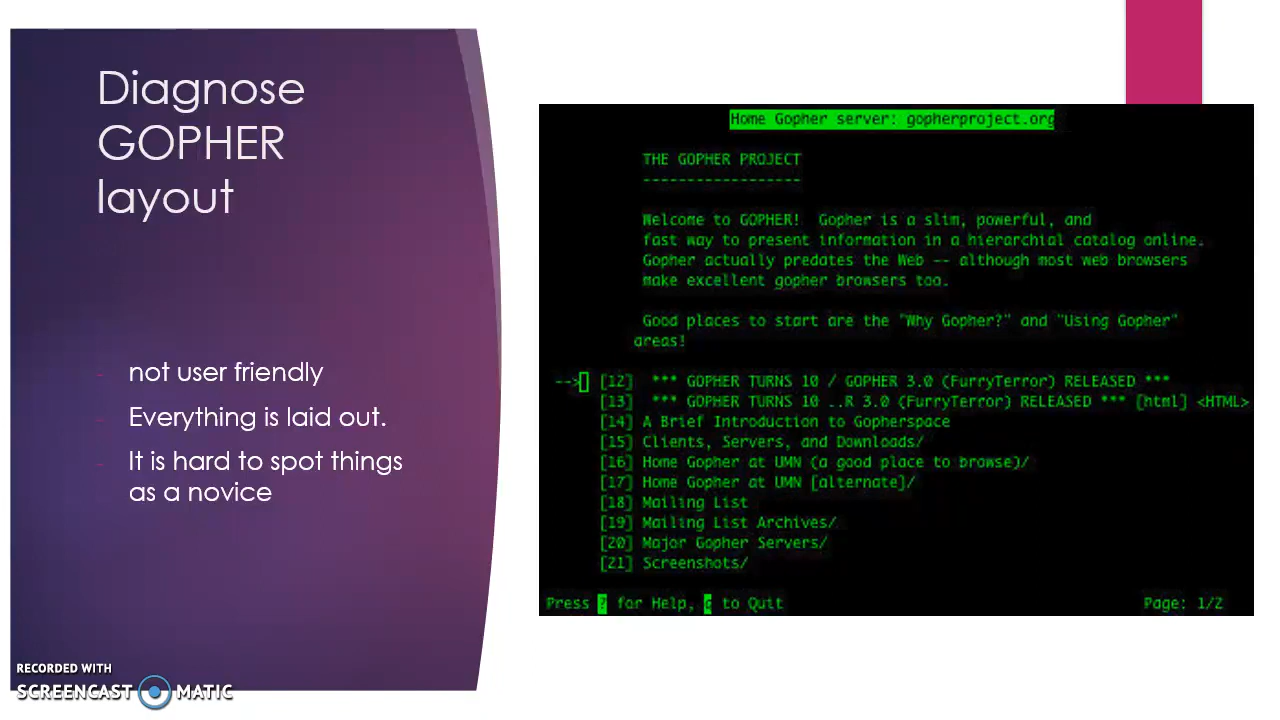 Diagnose
GOPHER
layout
- not user friendly
- Everything is laid out.
- It is hard to spot things
as a novice
Home Gopher server: gopherproject.org
THE GOPHER PROJECT
------------------
Welcome to GOPHER! Gopher is a slim, powerful, and
fast way to present information in a hierarchial catalog online.
Gopher actually predates the Web -- although most web browsers
make excellent gopher browsers too.
Good places to start are the "Why Gopher?" and "Using Gopher"
areas!
--> [12] *** GOPHER TURNS 10 / GOPHER 3.0 (FurryTerror) RELEASED ***
[13] *** GOPHER TURNS 10 ..R 3.0 (FurryTerror) RELEASED *** [html] <HTML>
[14] A Brief Introduction to Gopherspace
[15] Clients, Servers, and Downloads/
[16] Home Gopher at UMN (a good place to browse)/
[17] Home Gopher at UMN [alternate]/
[18] Mailing List
[19] Mailing List Archives/
[20] Major Gopher Servers/
[21] Screenshots/
Press ? for Help, q to Quit Page: 1/2
RECORDED WITH
SCREENCAST MATIC